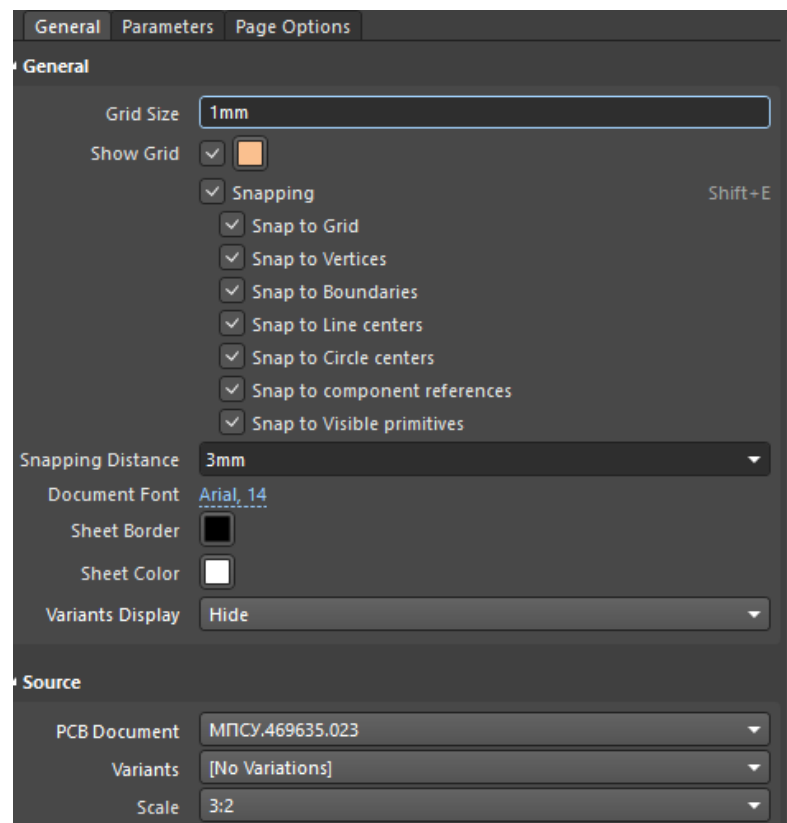 General Parameters Page Options
General
Grid Size 1mm
Show Grid
Snapping Shift+E
Snap to Grid
Snap to Vertices
Snap to Boundaries
Snap to Line centers
Snap to Circle centers
Snap to component references
Snap to Visible primitives
Snapping Distance 3mm
Document Font Arial, 14
Sheet Border
Sheet Color
Variants Display Hide
Source
PCB Document МПСУ.469635.023
Variants [No Variations]
Scale 3:2